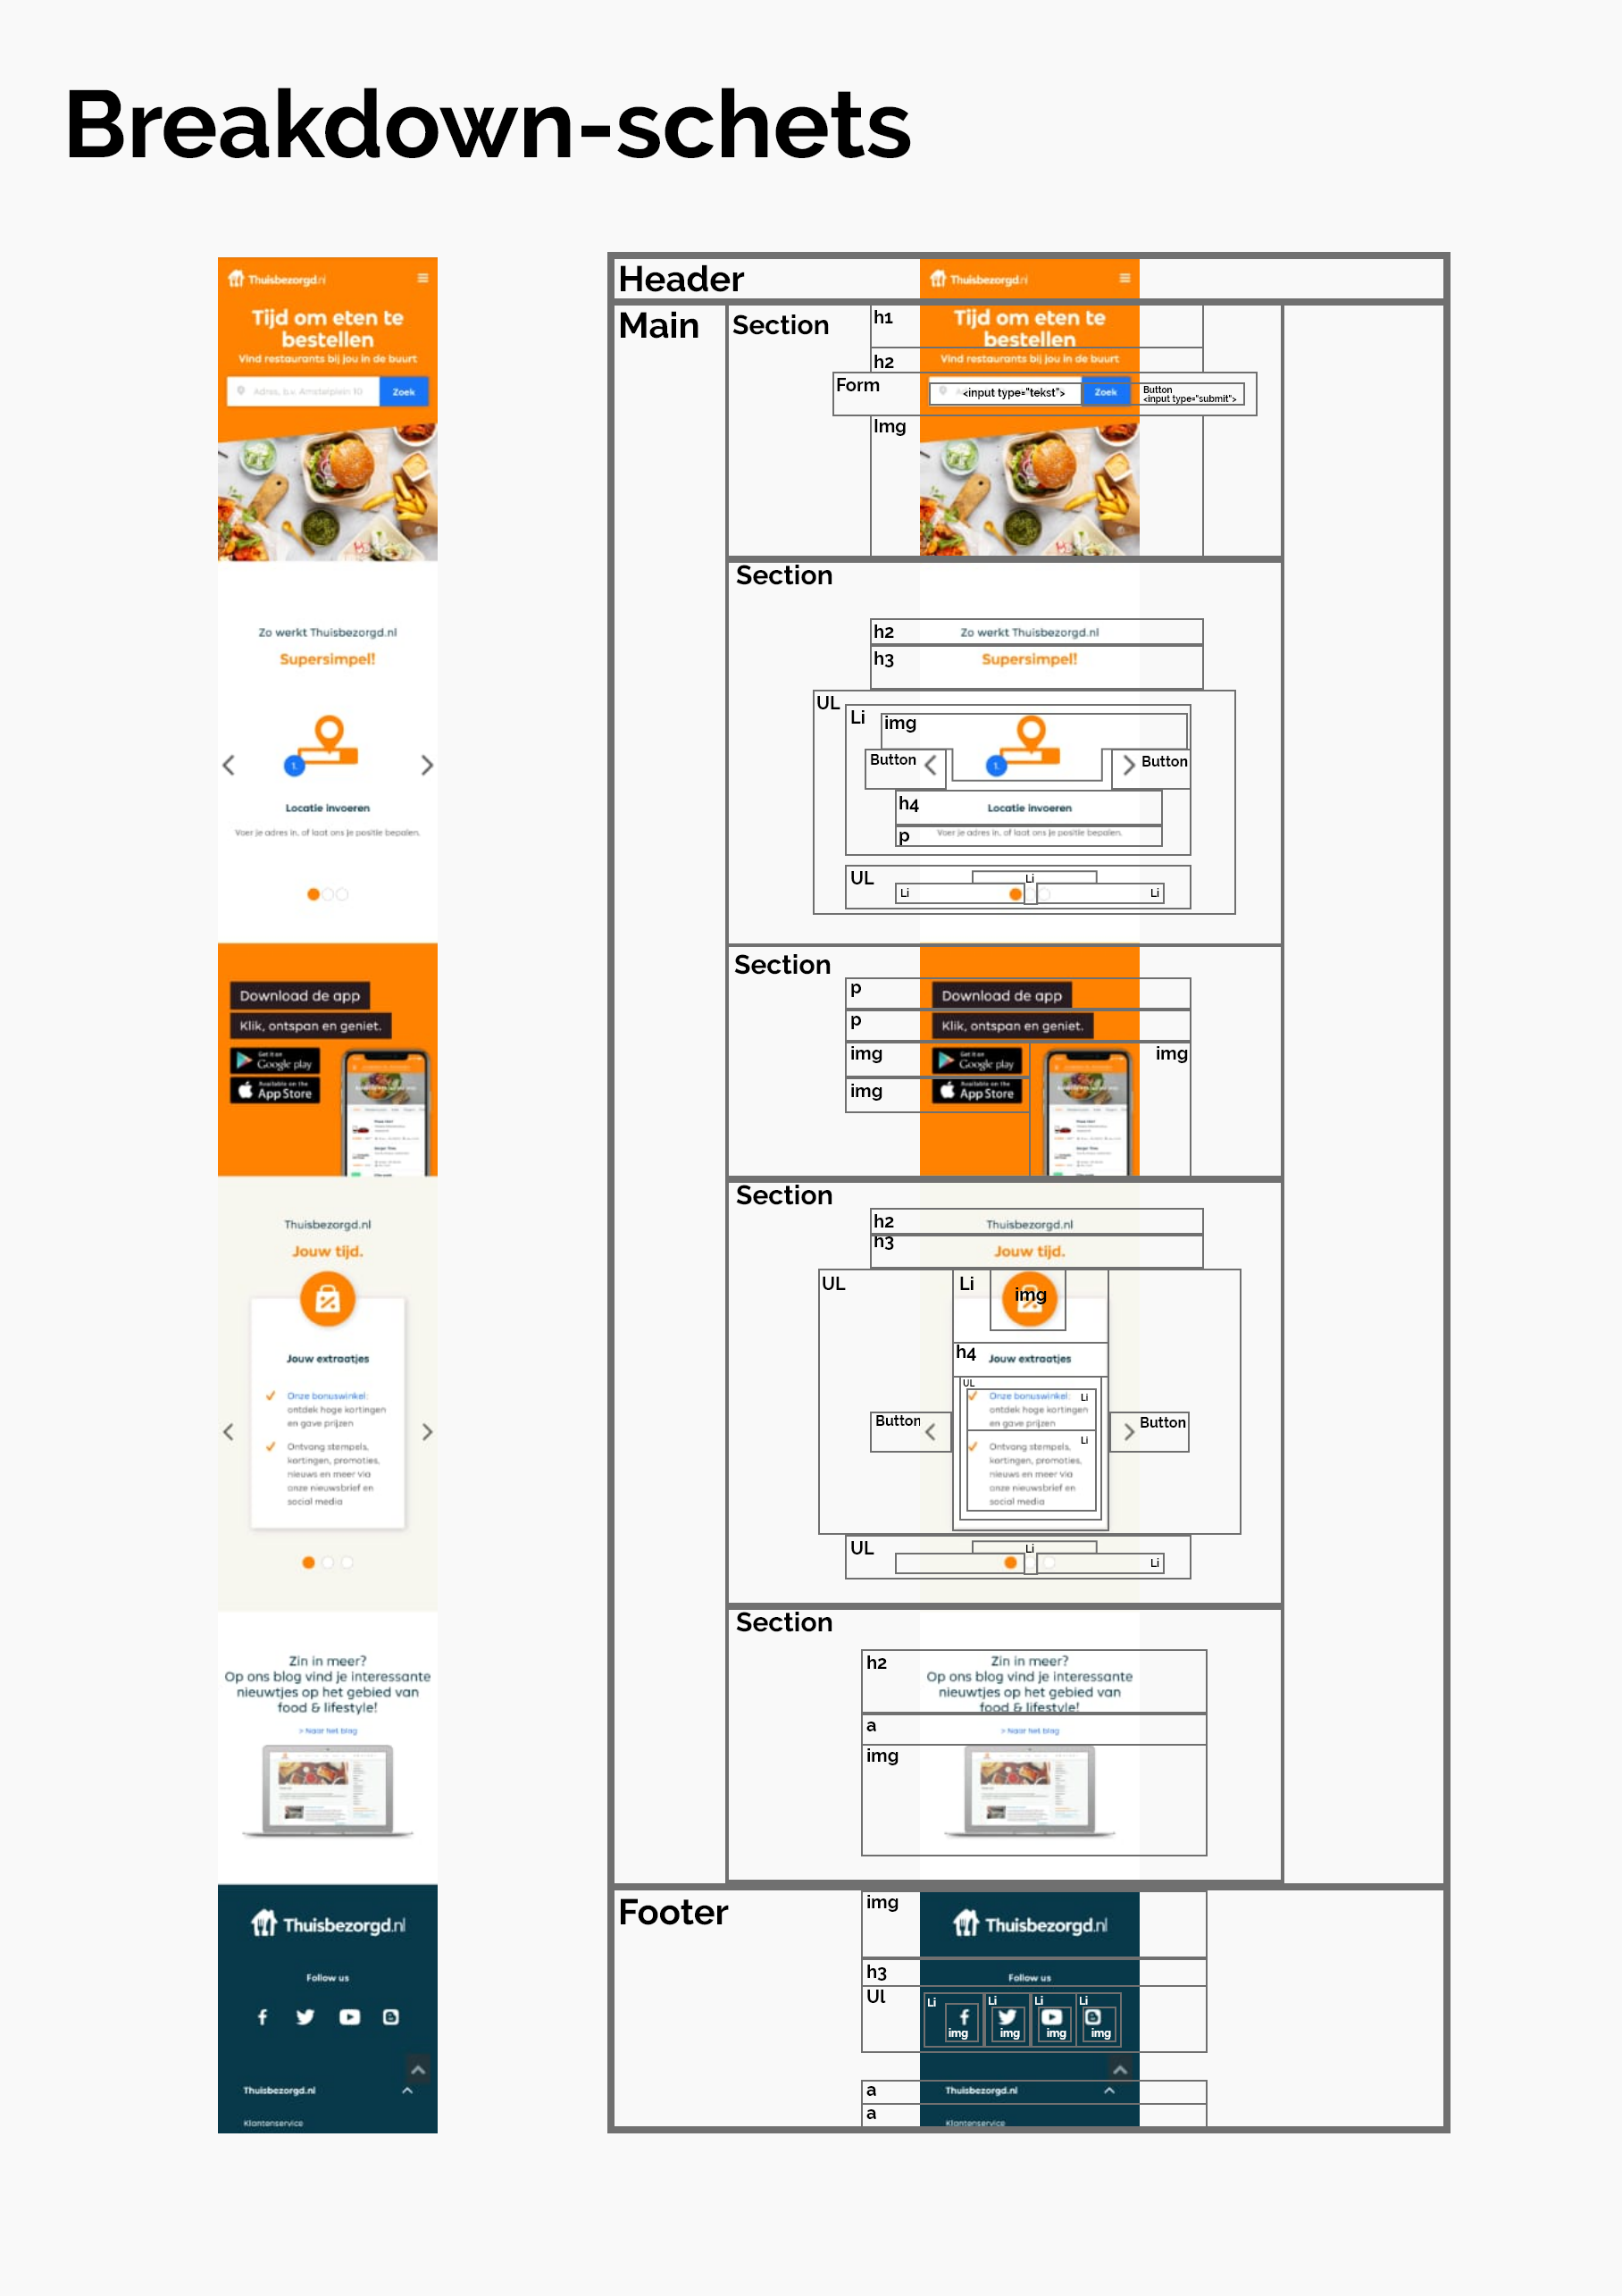 Breakdown-schets
Thuisbezorgd.nl
Tijd om eten te
bestellen
Vind restaurants bij jou in de buurt
Adres, b.v. Amstelplein 10
Zoek
Zo werkt Thuisbezorgd.nl
Supersimpel!
1.
Locatie invoeren
Voer je adres in, of laat ons je positie bepalen.
Download de app
Klik, ontspan en geniet.
Get it on
Google play
Available on the
App Store
Thuisbezorgd.nl
Jouw tijd.
Jouw extraatjes
Onze bonuswinkel:
ontdek hoge kortingen
en gave prijzen
Ontvang stempels,
kortingen, promoties,
nieuws en meer via
onze nieuwsbrief en
social media
Zin in meer?
Op ons blog vind je interessante
nieuwtjes op het gebied van
food & lifestyle!
> Naar het blog
Thuisbezorgd.nl
Follow us
Thuisbezorgd.nl
Klantenservice
Header
Thuisbezorgd.nl
Main
Section
h1
Tijd om eten te
bestellen
h2
Vind restaurants bij jou in de buurt
Form
<input type="tekst">
Zoek
Button
<input type="submit">
Img
Section
h2
Zo werkt Thuisbezorgd.nl
h3
Supersimpel!
UL
Li
img
Button
1.
Button
h4
Locatie invoeren
p
Voer je adres in, of laat ons je positie bepalen.
UL
Li
Li
Li
Section
p
Download de app
p
Klik, ontspan en geniet.
img
Get it on
Google play
img
img
Available on the
App Store
Section
h2
Thuisbezorgd.nl
h3
Jouw tijd.
UL
Li
img
h4
Jouw extraatjes
UL
Onze bonuswinkel:
Li
ontdek hoge kortingen
en gave prijzen
Button
Button
Li
Ontvang stempels,
kortingen, promoties,
nieuws en meer via
onze nieuwsbrief en
social media
UL
Li
Li
Section
h2
Zin in meer?
Op ons blog vind je interessante
nieuwtjes op het gebied van
food & lifestyle!
a
> Naar het blog
img
Footer
img
Thuisbezorgd.nl
h3
Follow us
Ul
Li
Li
Li
Li
img
img
img
img
a
Thuisbezorgd.nl
a
Klantenservice